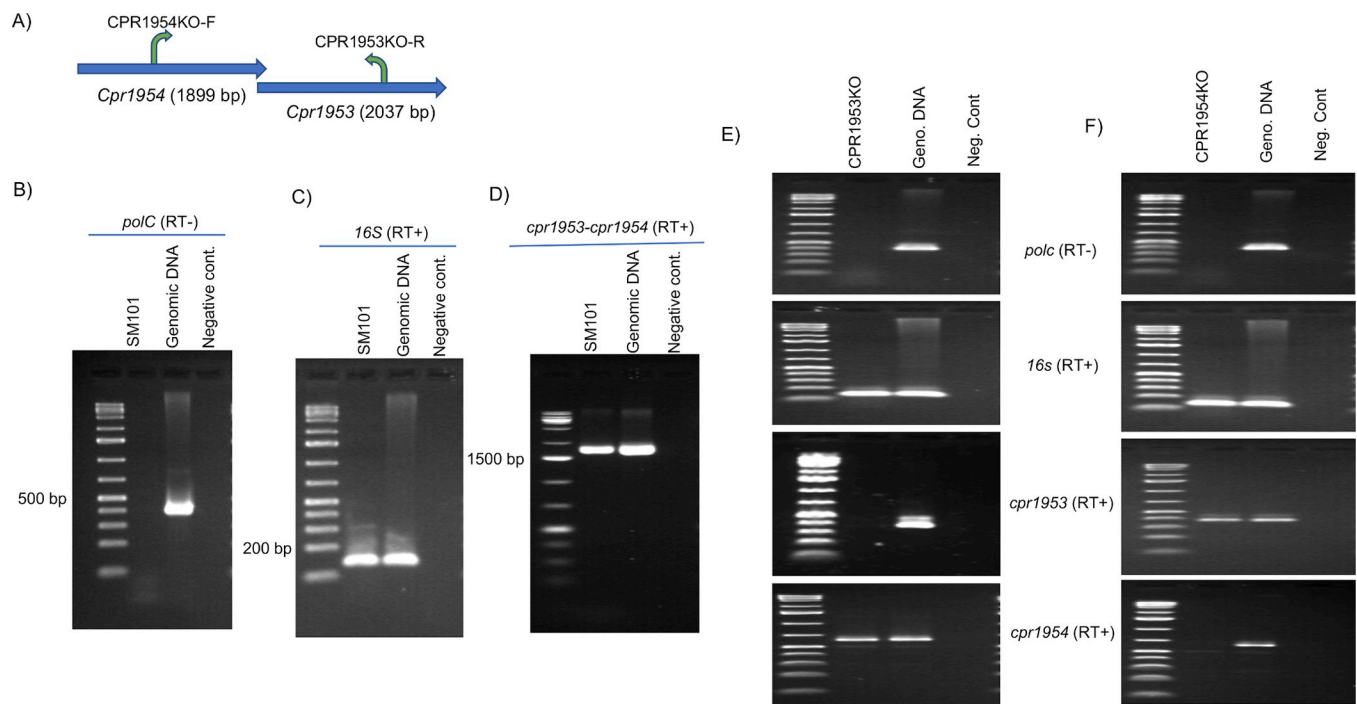 A)
CPR1954KO-F
CPR1953KO-R
Cpr1954 (1899 bp)
Cpr1953 (2037 bp)
B)
polC (RT-)
SM101
Genomic DNA
Negative cont.
500 bp
C)
16S (RT+)
SM101
Genomic DNA
Negative cont.
200 bp
D)
cpr1953-cpr1954 (RT+)
SM101
Genomic DNA
Negative cont.
1500 bp
E)
CPR1953KO
Geno. DNA
Neg. Cont
F)
CPR1954KO
Geno. DNA
Neg. Cont
polc (RT-)
16s (RT+)
cpr1953 (RT+)
cpr1954 (RT+)